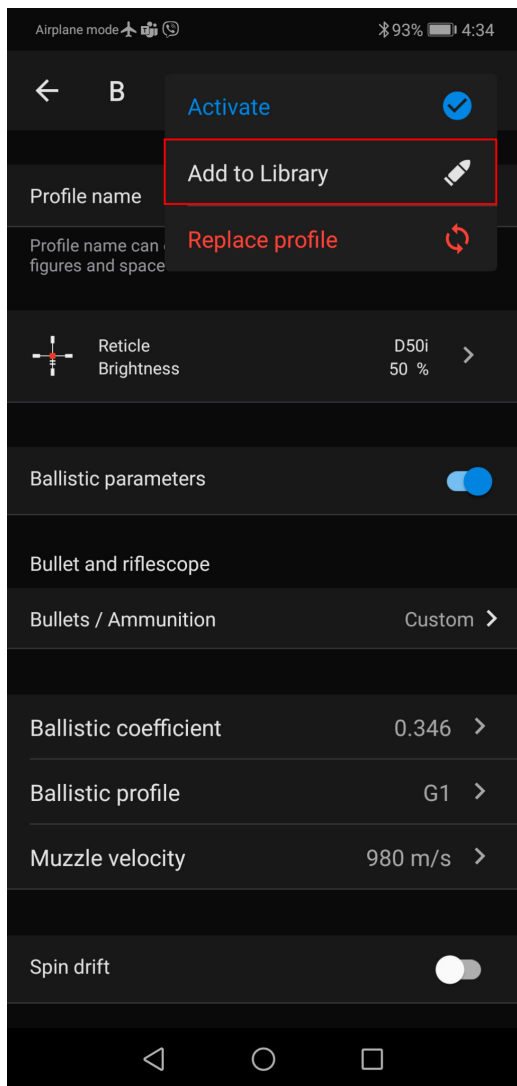 Airplane mode 93% 4:34
B
Activate
Add to Library
Replace profile
Profile name
Profile name can
figures and space
Reticle D50i
Brightness 50 %
Ballistic parameters
Bullet and riflescope
Bullets / Ammunition Custom
Ballistic coefficient 0.346
Ballistic profile G1
Muzzle velocity 980 m/s
Spin drift